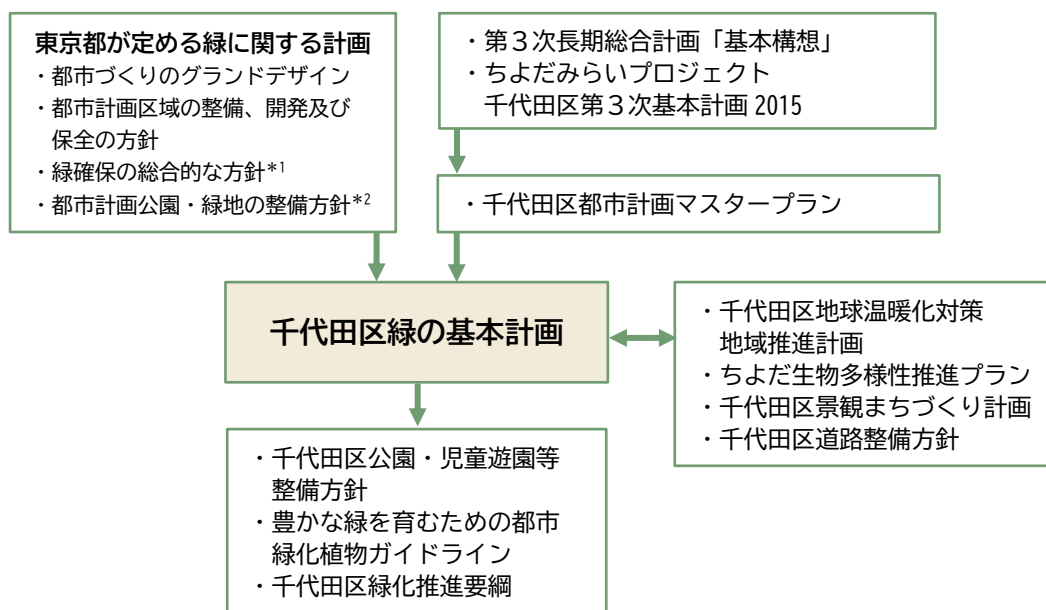 東京都が定める緑に関する計画
・都市づくりのグランドデザイン
・都市計画区域の整備、開発及び
保全の方針
・緑確保の総合的な方針*1
・都市計画公園・緑地の整備方針*2
・第3次長期総合計画「基本構想」
・ちよだみらいプロジェクト
千代田区第3次基本計画 2015
・千代田区都市計画マスタープラン
千代田区緑の基本計画
・千代田区地球温暖化対策
地域推進計画
・ちよだ生物多様性推進プラン
・千代田区景観まちづくり計画
・千代田区道路整備方針
・千代田区公園・児童遊園等
整備方針
・豊かな緑を育むための都市
緑化植物ガイドライン
・千代田区緑化推進要綱